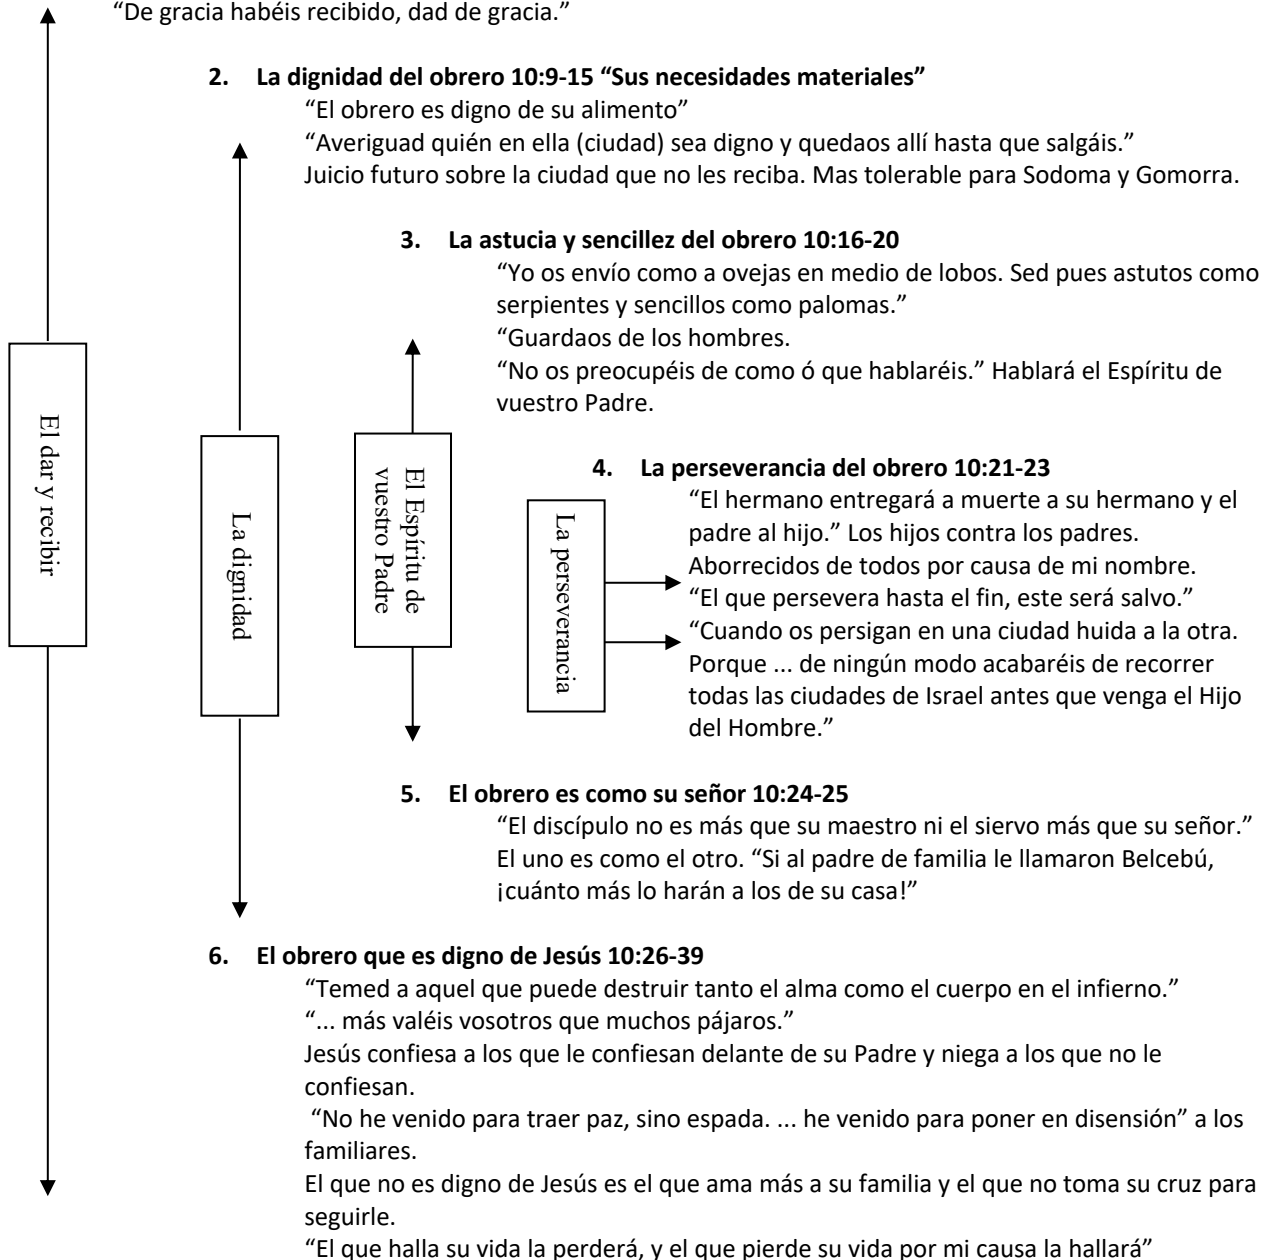 “De gracia habéis recibido, dad de gracia.”
2. La dignidad del obrero 10:9-15 “Sus necesidades materiales”
“El obrero es digno de su alimento”
“Averiguad quién en ella (ciudad) sea digno y quedaos allí hasta que salgáis.”
Juicio futuro sobre la ciudad que no les reciba. Mas tolerable para Sodoma y Gomorra.
3. La astucia y sencillez del obrero 10:16-20
“Yo os envío como a ovejas en medio de lobos. Sed pues astutos como
serpientes y sencillos como palomas.”
“Guardaos de los hombres.
“No os preocupéis de como ó que hablaréis.” Hablará el Espíritu de
vuestro Padre.
El dar y recibir
La dignidad
El Espíritu de
vuestro Padre
La perseverancia
4. La perseverancia del obrero 10:21-23
“El hermano entregará a muerte a su hermano y el
padre al hijo.” Los hijos contra los padres.
Aborrecidos de todos por causa de mi nombre.
“El que persevera hasta el fin, este será salvo.”
“Cuando os persigan en una ciudad huida a la otra.
Porque ... de ningún modo acabaréis de recorrer
todas las ciudades de Israel antes que venga el Hijo
del Hombre.”
5. El obrero es como su señor 10:24-25
“El discípulo no es más que su maestro ni el siervo más que su señor.”
El uno es como el otro. “Si al padre de familia le llamaron Belcebú,
¡cuánto más lo harán a los de su casa!”
6. El obrero que es digno de Jesús 10:26-39
“Temed a aquel que puede destruir tanto el alma como el cuerpo en el infierno.”
“... más valéis vosotros que muchos pájaros.”
Jesús confiesa a los que le confiesan delante de su Padre y niega a los que no le
confiesan.
“No he venido para traer paz, sino espada. ... he venido para poner en disensión” a los
familiares.
El que no es digno de Jesús es el que ama más a su familia y el que no toma su cruz para
seguirle.
“El que halla su vida la perderá, y el que pierde su vida por mi causa la hallará”